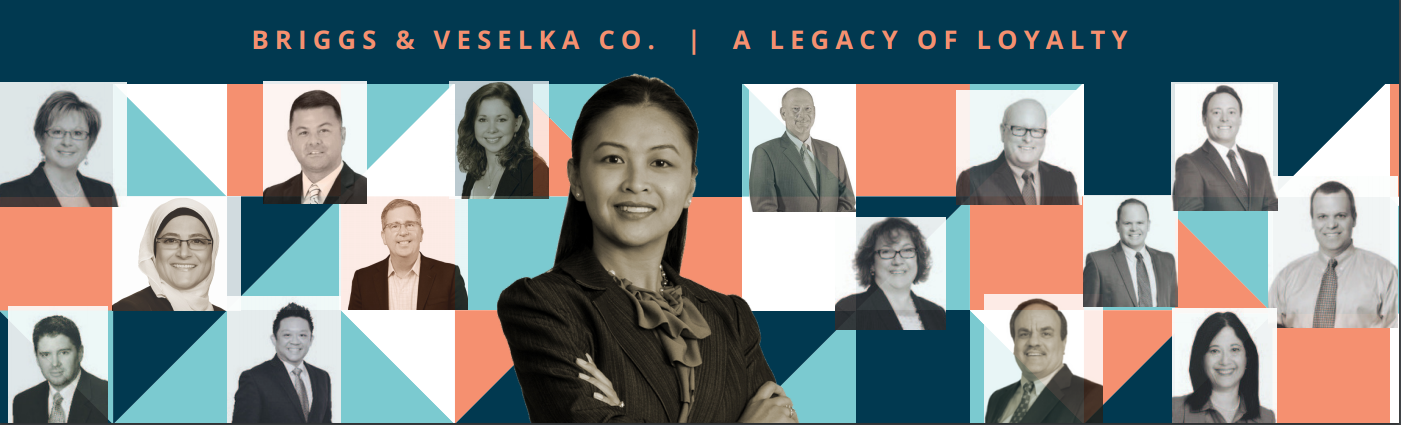 BRIGGS & VESELKA CO. | A LEGACY OF LOYALTY